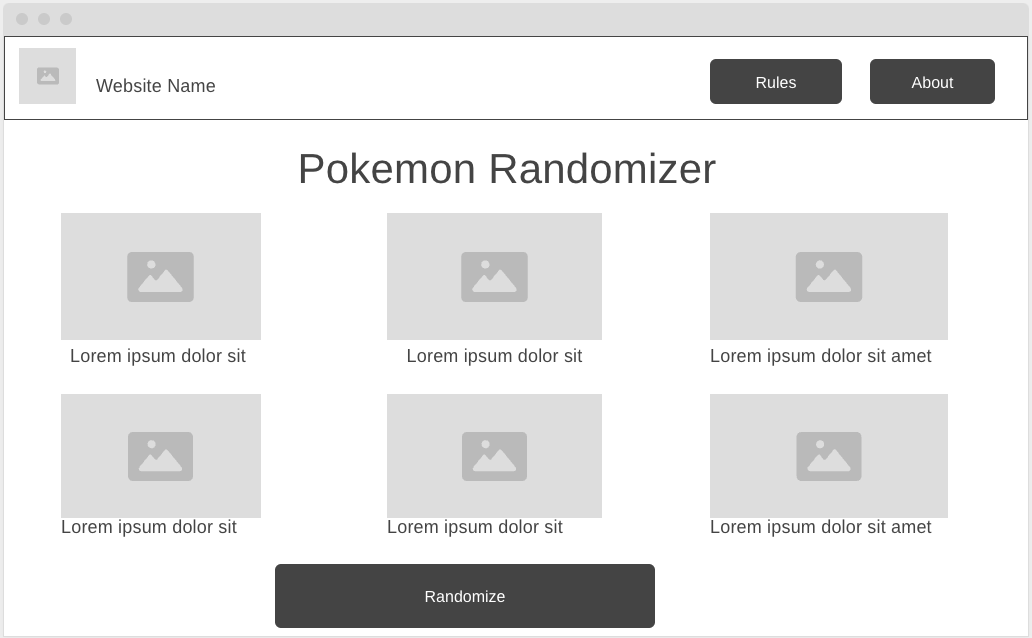 Website Name
Rules
About
Pokemon Randomizer
Lorem ipsum dolor sit
Lorem ipsum dolor sit
Lorem ipsum dolor sit amet
Lorem ipsum dolor sit
Lorem ipsum dolor sit
Lorem ipsum dolor sit amet
Randomize